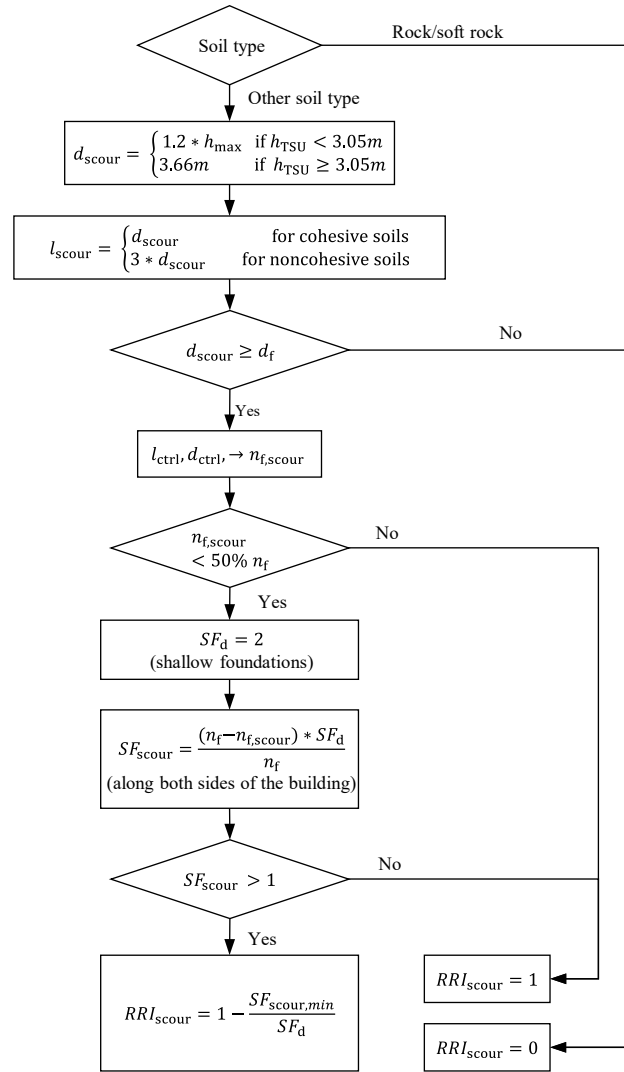 Soil type
Rock/soft rock
Other soil type
d_scour = { 1.2 * h_max if h_TSU < 3.05m
3.66m if h_TSU ≥ 3.05m
l_scour = { d_scour for cohesive soils
3 * d_scour for noncohesive soils
d_scour ≥ d_f
No
Yes
l_ctrl, d_ctrl, → n_f,scour
n_f,scour
< 50% n_f
No
Yes
SF_d = 2
(shallow foundations)
SF_scour = (n_f−n_f,scour) * SF_d / n_f
(along both sides of the building)
SF_scour > 1
No
Yes
RRI_scour = 1 − SF_scour,min / SF_d
RRI_scour = 1
RRI_scour = 0